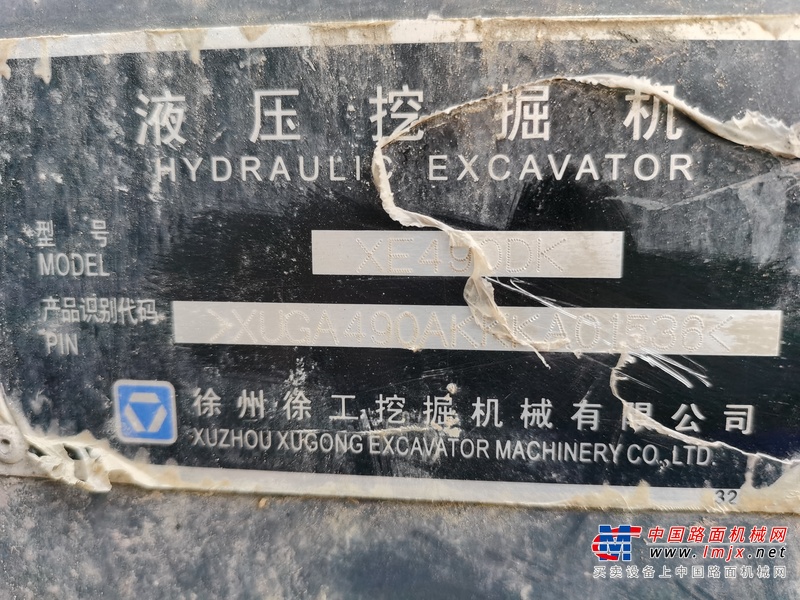 液压挖掘机
HYDRAULIC EXCAVATOR
型号 XE490DK
MODEL
产品识别代码
PIN
徐州徐工挖掘机械有限公司
XUZHOU XUGONG EXCAVATOR MACHINERY CO., LTD.
32
中国路面机械网
www.lmjx.net
买卖设备上中国路面机械网